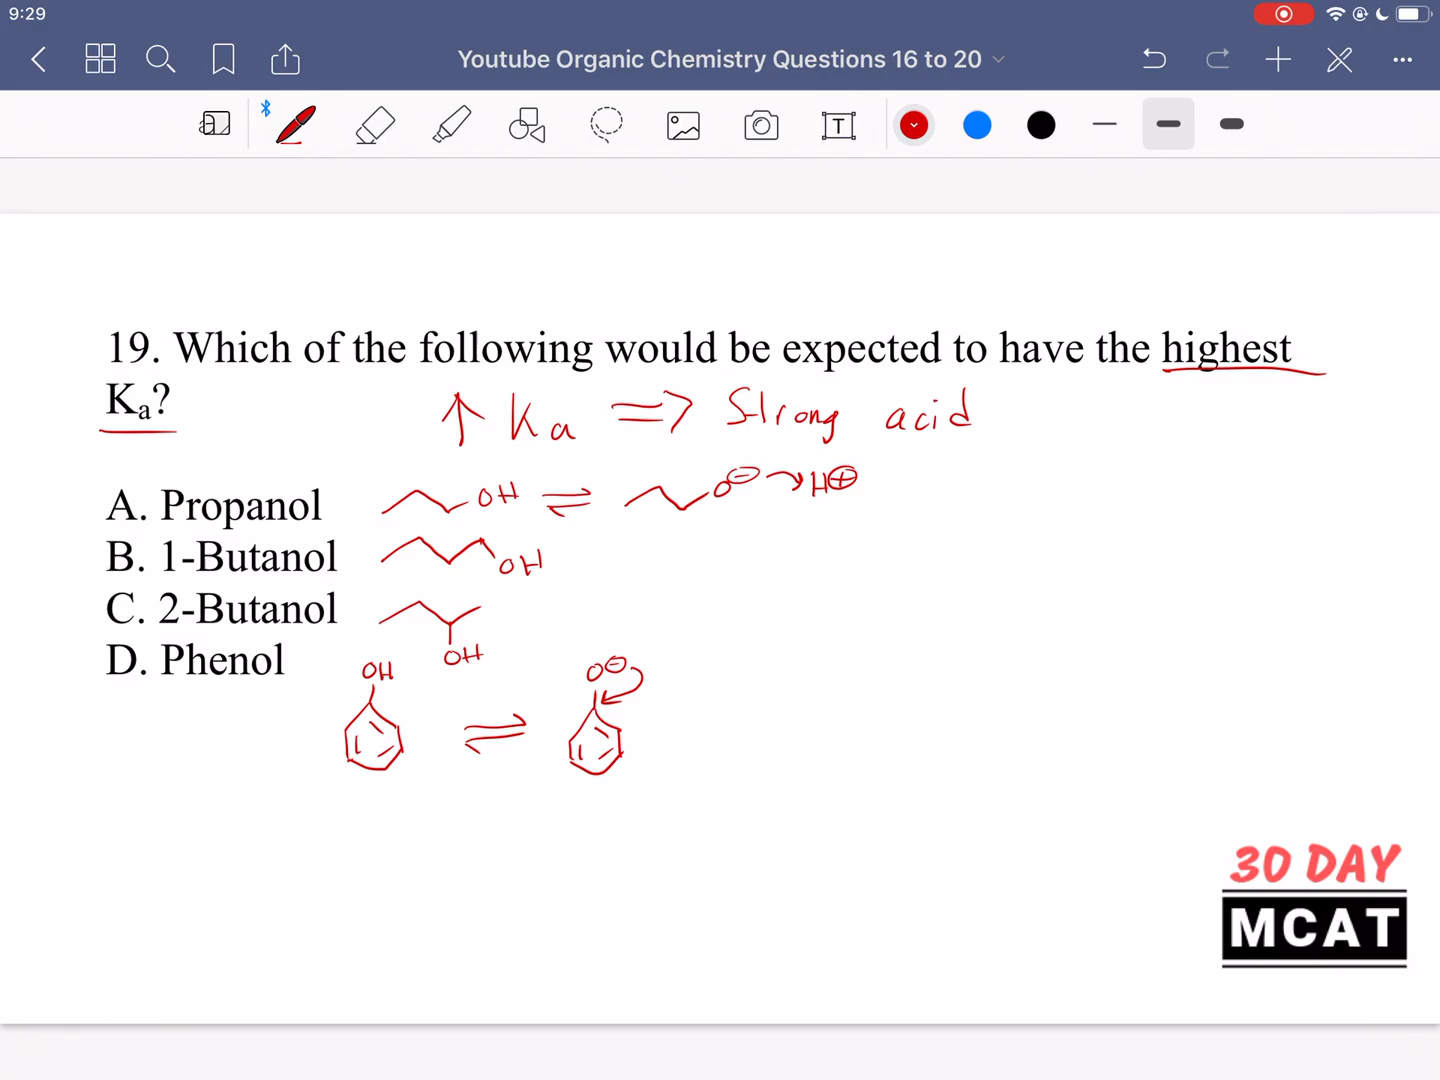 9:29
Youtube Organic Chemistry Questions 16 to 20
T
19. Which of the following would be expected to have the highest
Ka?
↑ Ka ⇒ Strong acid
A. Propanol
OH ⇌ O⊖ H⊕
B. 1-Butanol
OH
C. 2-Butanol
OH
D. Phenol
OH ⇌ O⊖
30 DAY
MCAT